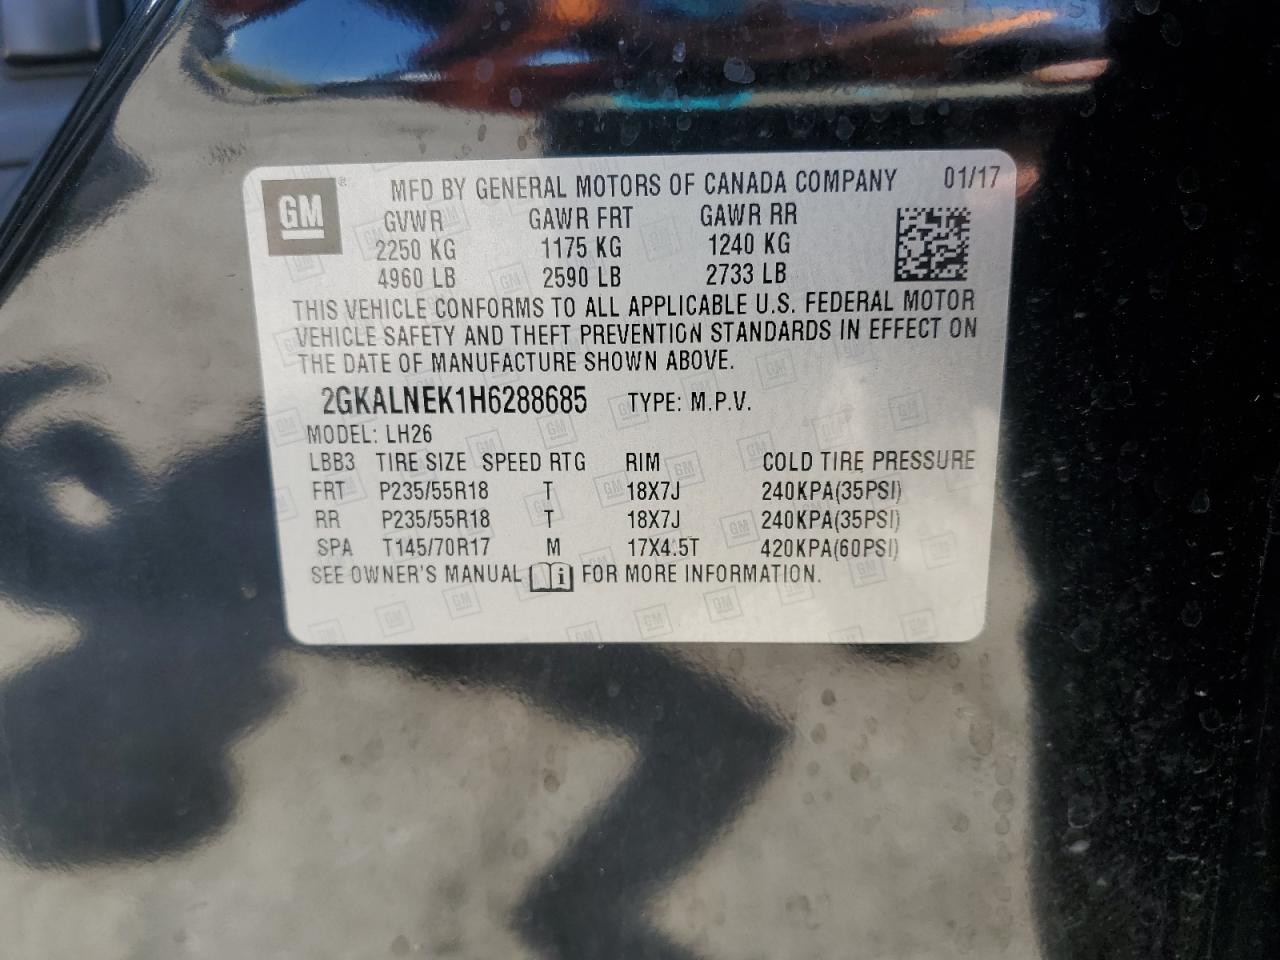 GM ® MFD BY GENERAL MOTORS OF CANADA COMPANY 01/17
GVWR GAWR FRT GAWR RR
2250 KG 1175 KG 1240 KG
4960 LB 2590 LB 2733 LB
THIS VEHICLE CONFORMS TO ALL APPLICABLE U.S. FEDERAL MOTOR
VEHICLE SAFETY AND THEFT PREVENTION STANDARDS IN EFFECT ON
THE DATE OF MANUFACTURE SHOWN ABOVE.
2GKALNEK1H6288685 TYPE: M.P.V.
MODEL: LH26
LBB3 TIRE SIZE SPEED RTG RIM COLD TIRE PRESSURE
FRT P235/55R18 T 18X7J 240KPA(35PSI)
RR P235/55R18 T 18X7J 240KPA(35PSI)
SPA T145/70R17 M 17X4.5T 420KPA(60PSI)
SEE OWNER'S MANUAL i FOR MORE INFORMATION.